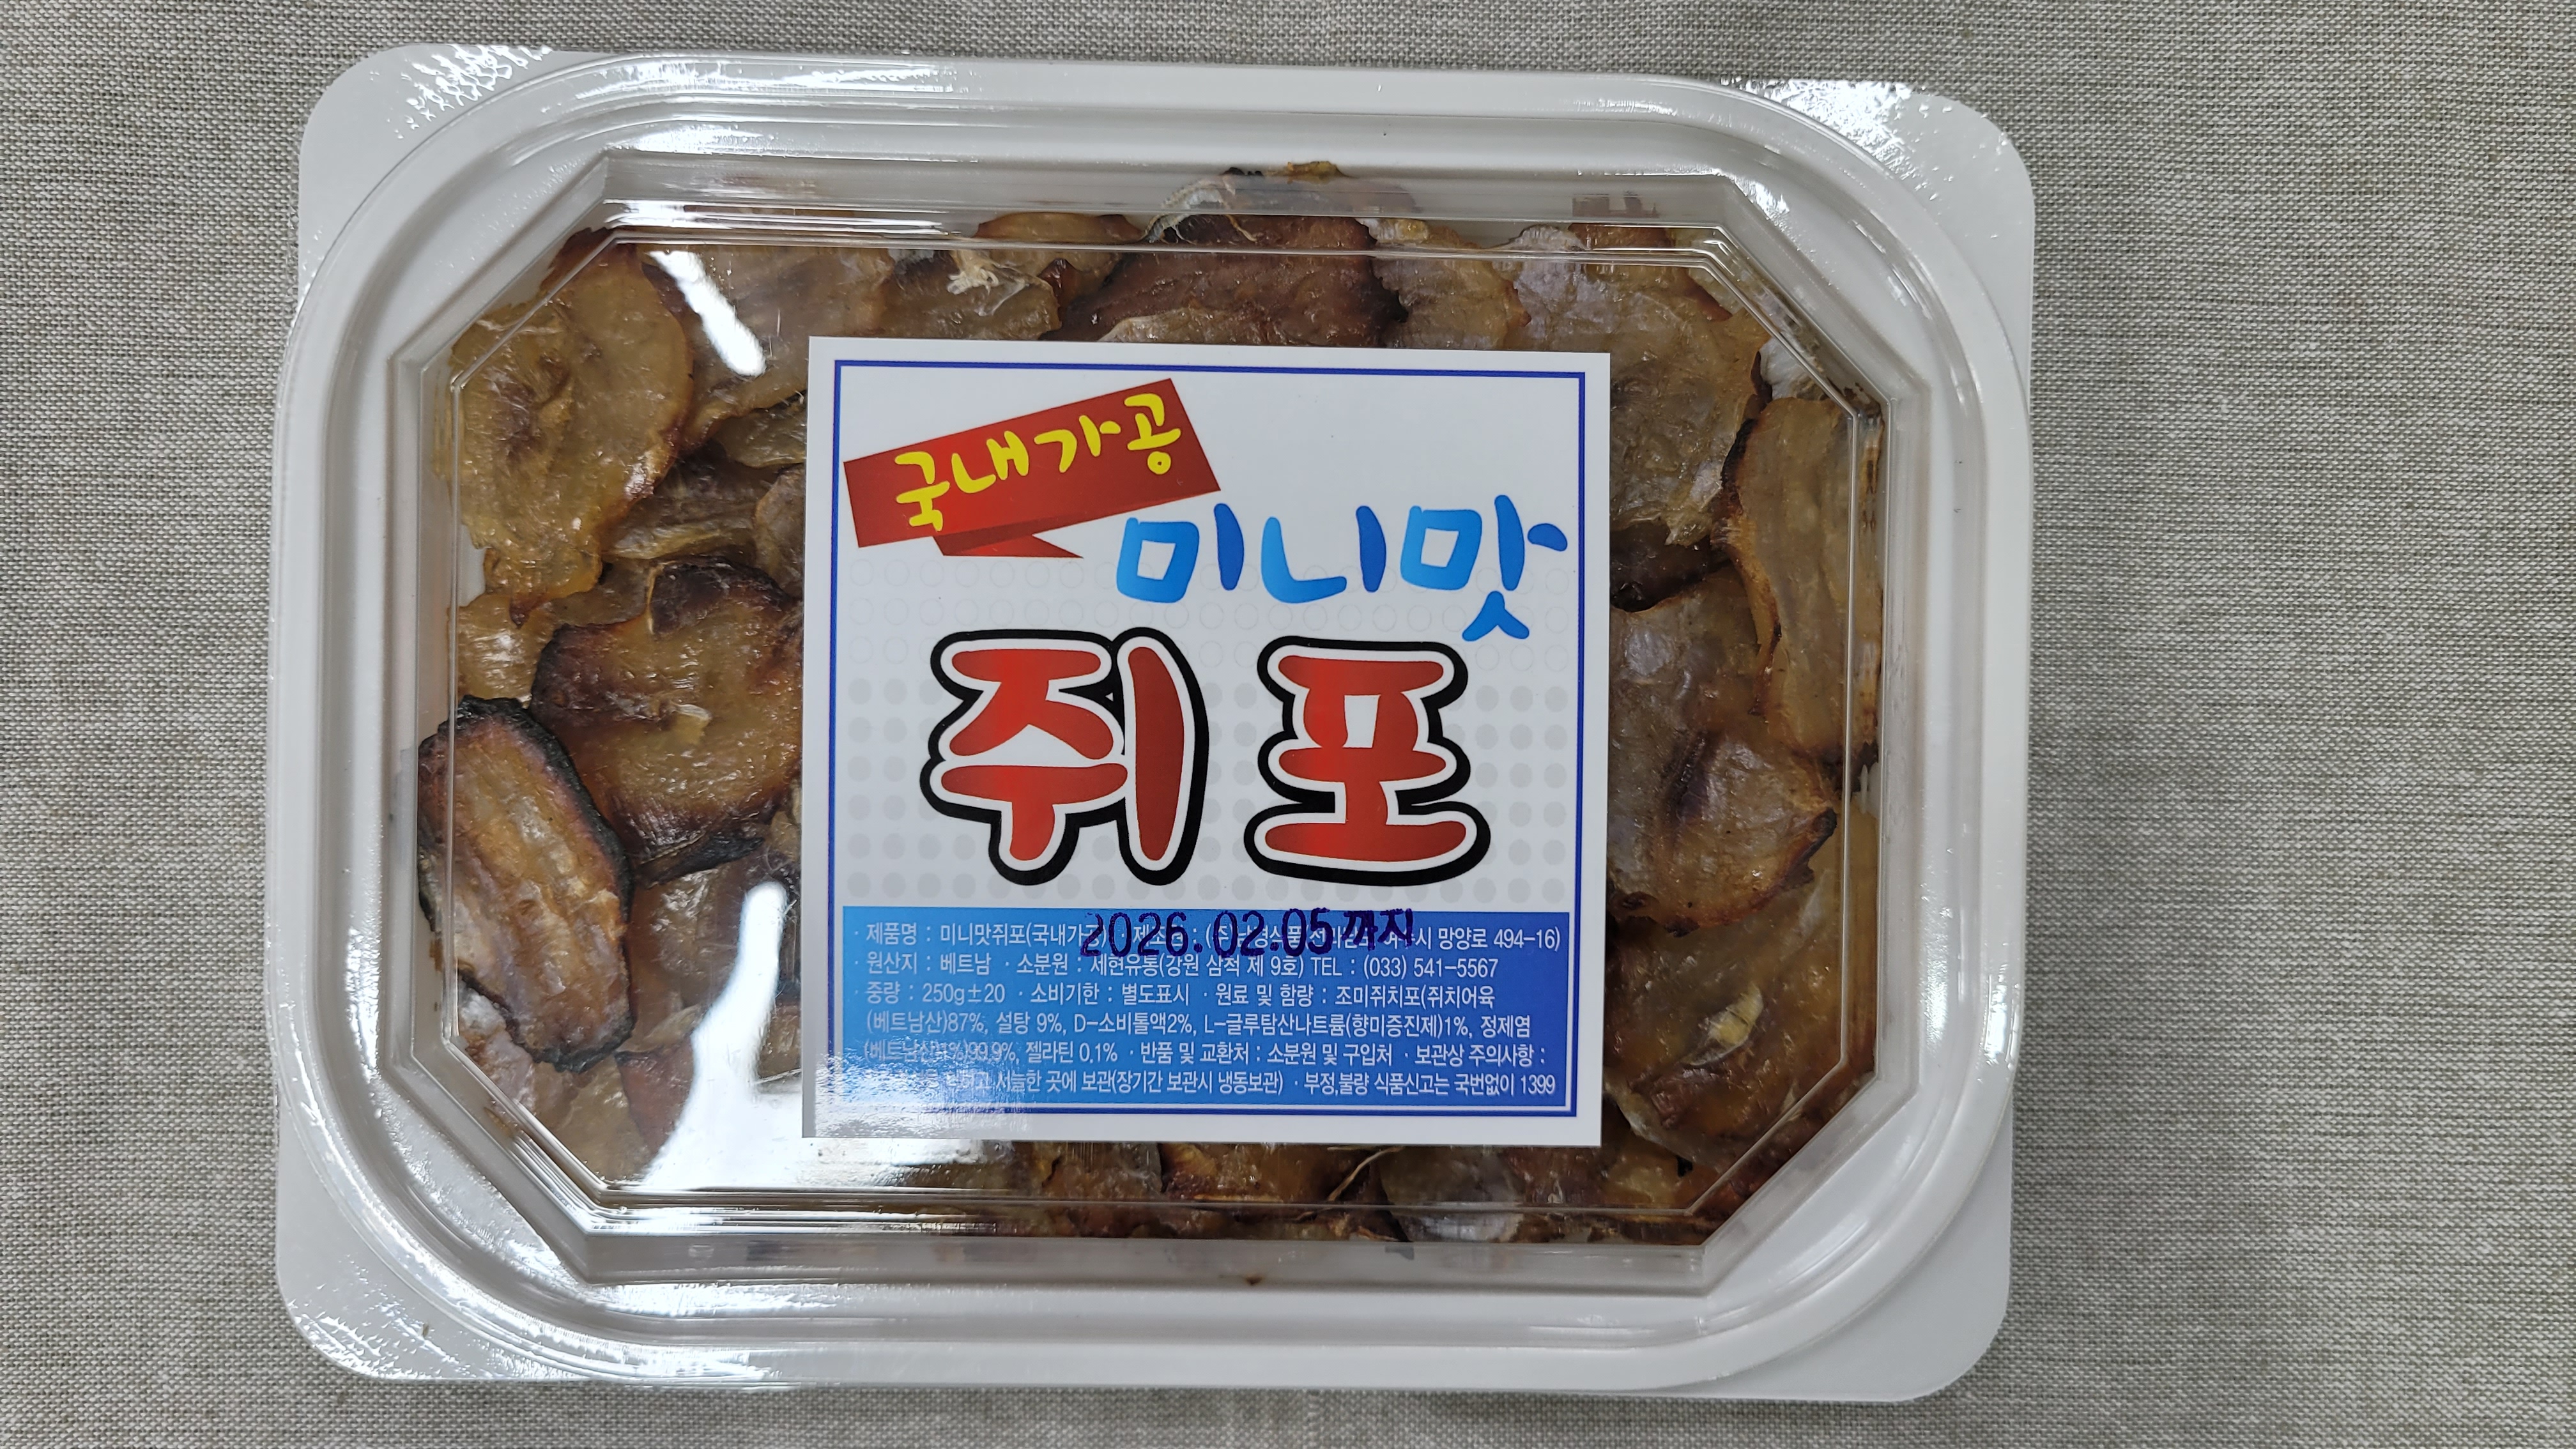 국내가공
미니맛
쥐포
2026.02.05까지
· 제품명 : 미니맛쥐포(국내가공) 시 망양로 494-16)
· 원산지 : 베트남 · 소분원 : 세현유통(강원 삼척 제 9호) TEL : (033) 541-5567
· 중량 : 250g±20 · 소비기한 : 별도표시 · 원료 및 함량 : 조미쥐치포(쥐치어육
(베트남산)87%, 설탕 9%, D-소비톨액2%, L-글루탐산나트륨(향미증진제)1%, 정제염
(베트남산1%)99.9%, 젤라틴 0.1% · 반품 및 교환처 : 소분원 및 구입처 · 보관상 주의사항 :
서늘한 곳에 보관(장기간 보관시 냉동보관) · 부정,불량 식품신고는 국번없이 1399